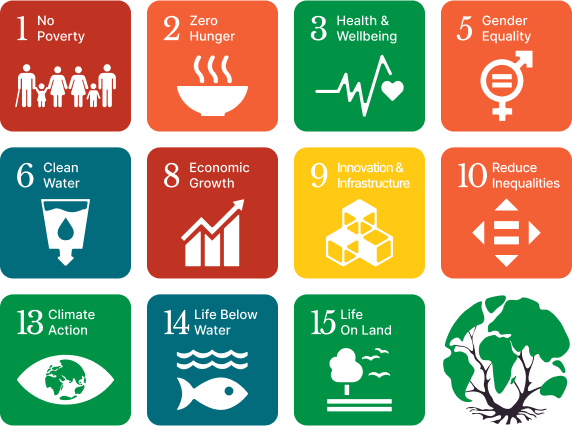 1 No
Poverty
2 Zero
Hunger
3 Health &
Wellbeing
5 Gender
Equality
6 Clean
Water
8 Economic
Growth
9 Innovation &
Infrastructure
10 Reduce
Inequalities
13 Climate
Action
14 Life Below
Water
15 Life
On Land